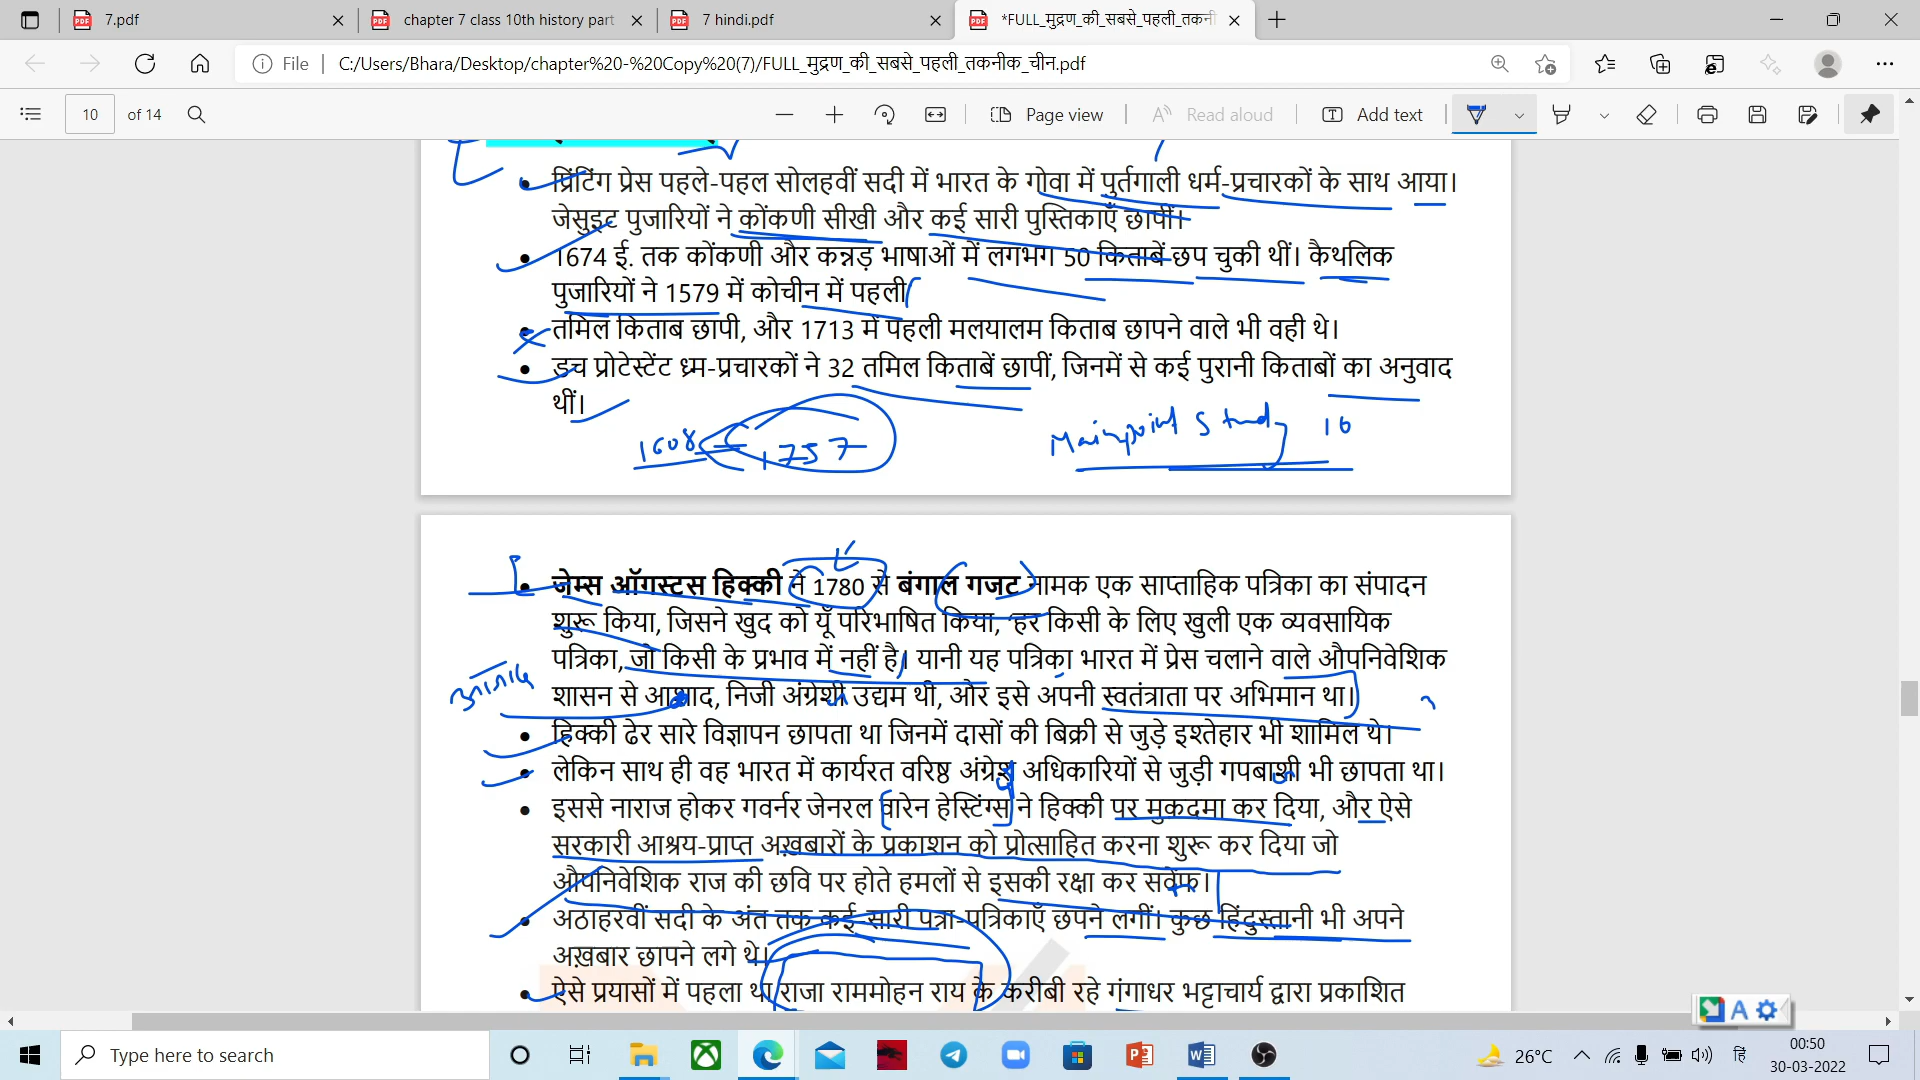 7.pdf
chapter 7 class 10th history part
7 hindi.pdf
*FULL_मुद्रण_की_सबसे_पहली_तकनी
File
C:/Users/Bhara/Desktop/chapter%20-%20Copy%20(7)/FULL_मुद्रण_की_सबसे_पहली_तकनीक_चीन.pdf
10 of 14
Page view
Read aloud
Add text
प्रिंटिंग प्रेस पहले-पहल सोलहवीं सदी में भारत के गोवा में पुर्तगाली धर्म-प्रचारकों के साथ आया।
जेसुइट पुजारियों ने कोंकणी सीखी और कई सारी पुस्तिकाएँ छापीं।
1674 ई. तक कोंकणी और कन्नड़ भाषाओं में लगभग 50 किताबें छप चुकी थीं। कैथलिक
पुजारियों ने 1579 में कोचीन में पहली
तमिल किताब छापी, और 1713 में पहली मलयालम किताब छापने वाले भी वही थे।
डच प्रोटेस्टेंट ध्र्म-प्रचारकों ने 32 तमिल किताबें छापीं, जिनमें से कई पुरानी किताबों का अनुवाद
थीं।
1608 1757
Mainpoint Study 16
जेम्स ऑगस्टस हिक्की ने 1780 से बंगाल गजट नामक एक साप्ताहिक पत्रिका का संपादन
शुरू किया, जिसने खुद को यूँ परिभाषित किया, ‘हर किसी के लिए खुली एक व्यवसायिक
पत्रिका, जो किसी के प्रभाव में नहीं है। यानी यह पत्रिका भारत में प्रेस चलाने वाले औपनिवेशिक
शासन से आ द, निजी अंग्रेशी उद्यम थी, और इसे अपनी स्वतंत्राता पर अभिमान था।
हिक्की ढेर सारे विज्ञापन छापता था जिनमें दासों की बिक्री से जुड़े इश्तेहार भी शामिल थे।
लेकिन साथ ही वह भारत में कार्यरत वरिष्ठ अंग्रेश अधिकारियों से जुड़ी गपबाशी भी छापता था।
इससे नाराज होकर गवर्नर जेनरल वारेन हेस्टिंग्स ने हिक्की पर मुकदमा कर दिया, और ऐसे
सरकारी आश्रय-प्राप्त अख़बारों के प्रकाशन को प्रोत्साहित करना शुरू कर दिया जो
औपनिवेशिक राज की छवि पर होते हमलों से इसकी रक्षा कर सवेंफ।
अठाहरवीं सदी के अंत तक कई-सारी पत्रा-पत्रिकाएँ छपने लगीं। कुछ हिंदुस्तानी भी अपने
अख़बार छापने लगे थे।
ऐसे प्रयासों में पहला था राजा राममोहन राय के करीबी रहे गंगाधर भट्टाचार्य द्वारा प्रकाशित
A
Type here to search
26°C
हि
00:50
30-03-2022